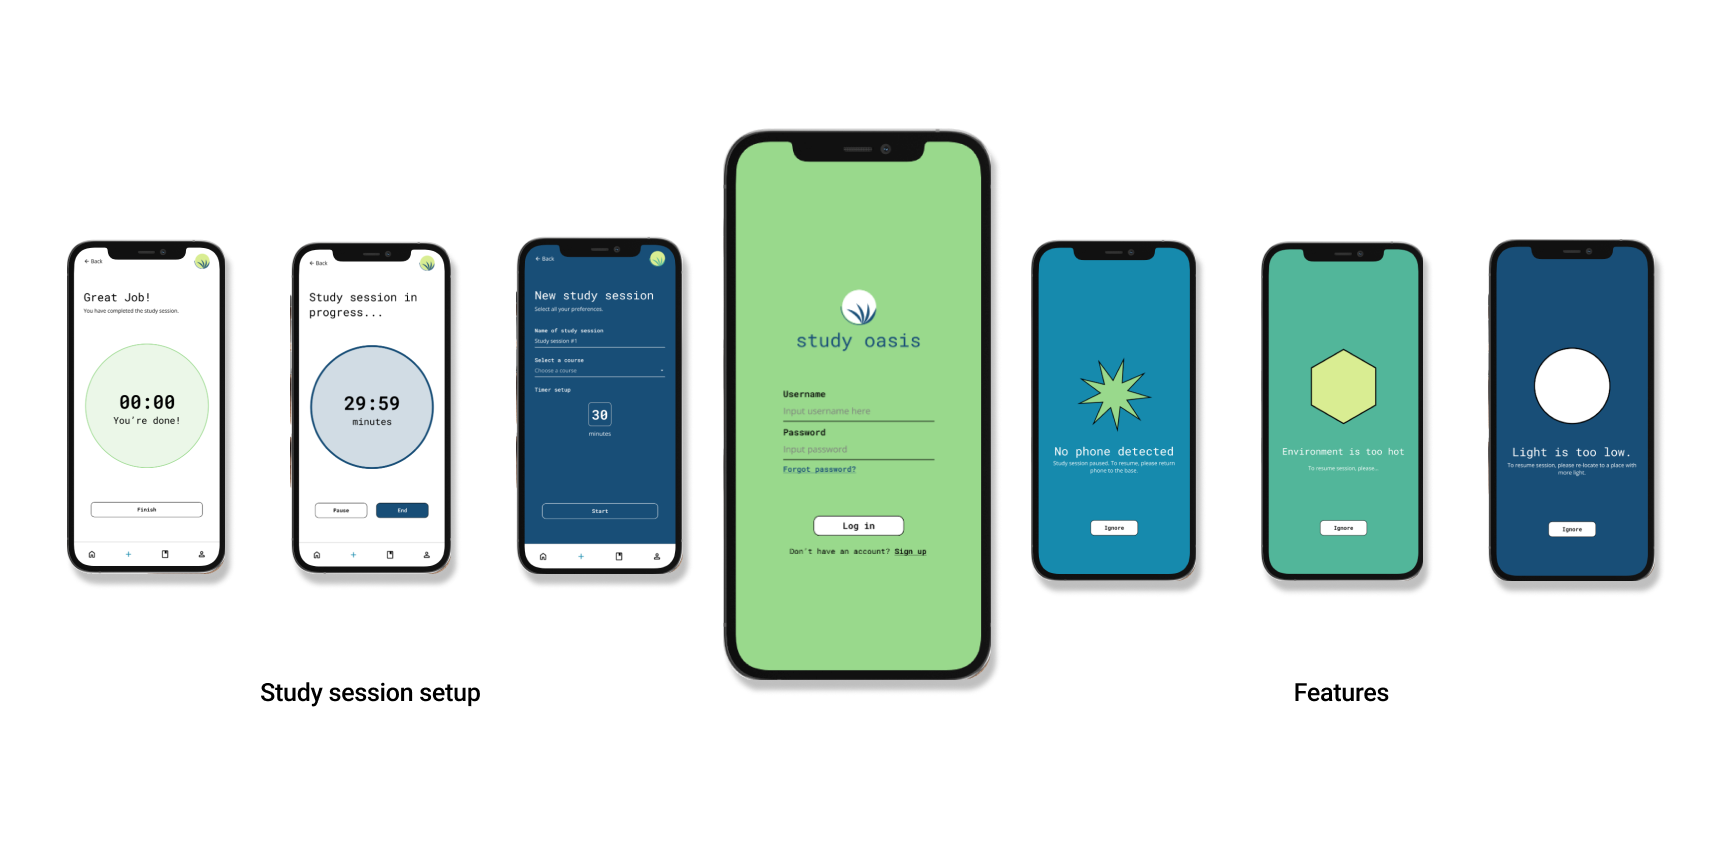 ← Back
Great Job!
You have completed the study session.
00:00
You're done!
Finish
← Back
Study session in
progress...
29:59
minutes
Pause
End
← Back
New study session
Select all your preferences.
Name of study session
Study session #1
Select a course
Choose a course
Timer setup
30
minutes
Start
study oasis
Username
Input username here
Password
Input password
Forgot password?
Log in
Don't have an account? Sign up
No phone detected
Study session paused. To resume, please return
phone to the base.
Ignore
Environment is too hot
To resume session, please...
Ignore
Light is too low.
To resume session, please re locate to a place with
more light.
Ignore
Study session setup
Features